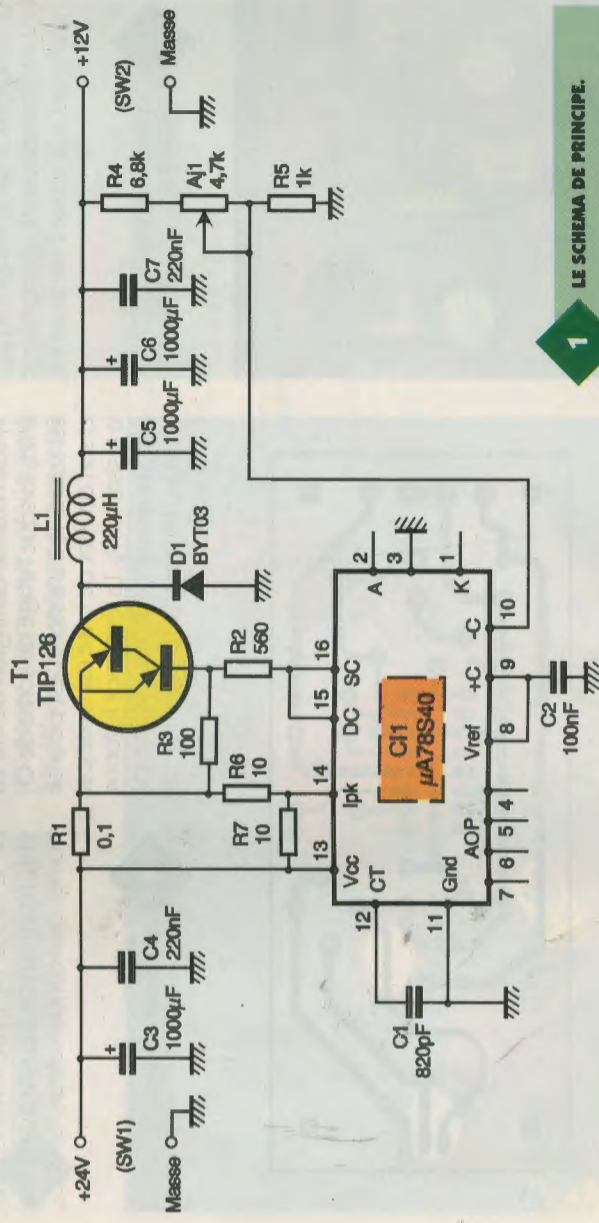 T1
TIP126
L1
220µH
+24V
(SW1)
Masse
C3
1000µF
C4
220nF
R1
0,1
R3
100
R6
10
R7
10
R2
560
D1
BYT03
C5
1000µF
C6
1000µF
C7
220nF
R4
6,8k
Aj1
4,7k
R5
1k
+12V
(SW2)
Masse
13
14
15
16
Vcc
Ipk
DC
SC
12
CT
11
Gnd
C1
820pF
CI1
µA78S40
A
2
3
K
1
-C
10
+C
9
Vref
8
AOP
7
6
5
4
C2
100nF
1
LE SCHEMA DE PRINCIPE.